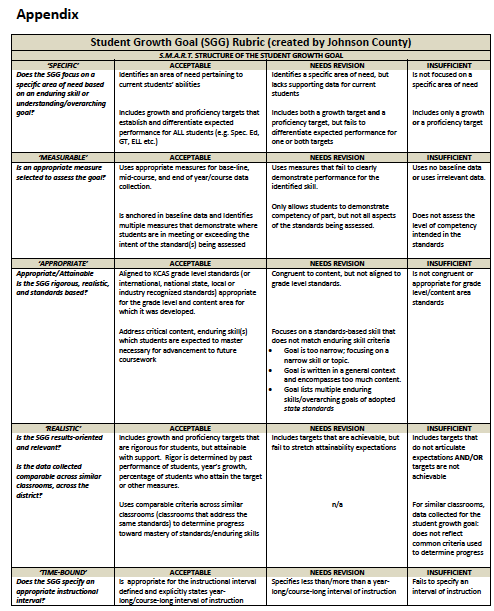 Appendix
Student Growth Goal (SGG) Rubric (created by Johnson County)
S.M.A.R.T. STRUCTURE OF THE STUDENT GROWTH GOAL
'SPECIFIC' ACCEPTABLE NEEDS REVISION INSUFFICIENT
Does the SGG focus on a
specific area of need based
on an enduring skill or
understanding/overarching
goal?
Identifies an area of need pertaining to
current students' abilities
Includes growth and proficiency targets that
establish and differentiate expected
performance for ALL students (e.g. Spec. Ed,
GT, ELL etc.)
Identifies a specific area of need, but
lacks supporting data for current
students
Includes both a growth target and a
proficiency target, but fails to
differentiate expected performance for
one or both targets
Is not focused on a
specific area of need
Includes only a growth
or a proficiency target
'MEASURABLE' ACCEPTABLE NEEDS REVISION INSUFFICIENT
Is an appropriate measure
selected to assess the goal?
Uses appropriate measures for base-line,
mid-course, and end of year/course data
collection.
Is anchored in baseline data and Identifies
multiple measures that demonstrate where
students are in meeting or exceeding the
intent of the standard(s) being assessed
Uses measures that fail to clearly
demonstrate performance for the
identified skill.
Only allows students to demonstrate
competency of part, but not all aspects
of the standards being assessed.
Uses no baseline data
or uses irrelevant data.
Does not assess the
level of competency
intended in the
standards
'APPROPRIATE' ACCEPTABLE NEEDS REVISION INSUFFICIENT
Appropriate/Attainable
Is the SGG rigorous, realistic,
and standards based?
Aligned to KCAS grade level standards (or
international, national state, local or
industry recognized standards) appropriate
for the grade level and content area for
which it was developed.
Address critical content, enduring skill(s)
which students are expected to master
necessary for advancement to future
coursework
Congruent to content, but not aligned to
grade level standards.
Focuses on a standards-based skill that
does not match enduring skill criteria
• Goal is too narrow; focusing on a
narrow skill or topic.
• Goal is written in a general context
and encompasses too much content.
• Goal lists multiple enduring
skills/overarching goals of adopted
state standards
Is not congruent or
appropriate for grade
level/content area
standards
'REALISTIC' ACCEPTABLE NEEDS REVISION INSUFFICIENT
Is the SGG results-oriented
and relevant?
Is the data collected
comparable across similar
classrooms, across the
district?
Includes growth and proficiency targets that
are rigorous for students, but attainable
with support. Rigor is determined by past
performance of students, year's growth,
percentage of students who attain the target
or other measures.
Uses comparable criteria across similar
classrooms (classrooms that address the
same standards) to determine progress
toward mastery of standards/enduring skills
Includes targets that are achievable, but
fail to stretch attainability expectations
n/a
Includes targets that
do not articulate
expectations AND/OR
targets are not
achievable
For similar classrooms,
data collected for the
student growth goal:
does not reflect
common criteria used
to determine progress
'TIME-BOUND' ACCEPTABLE NEEDS REVISION INSUFFICIENT
Does the SGG specify an
appropriate instructional
interval?
Is appropriate for the instructional interval
defined and explicitly states year-
long/course-long interval of instruction
Specifies less than/more than a year-
long/course-long interval of instruction
Fails to specify an
interval of instruction